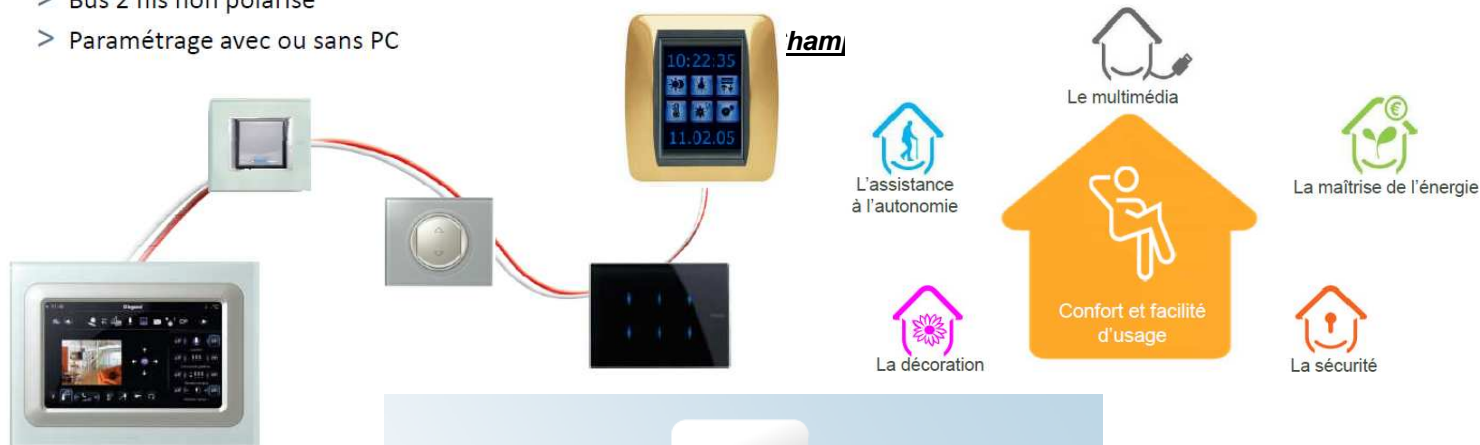 > Bus 2 fils non polarisé
> Paramétrage avec ou sans PC
10:22:35
11.02.05
legrand
Le multimédia
L'assistance
à l'autonomie
La maîtrise de l'énergie
Confort et facilité
d'usage
La décoration
La sécurité